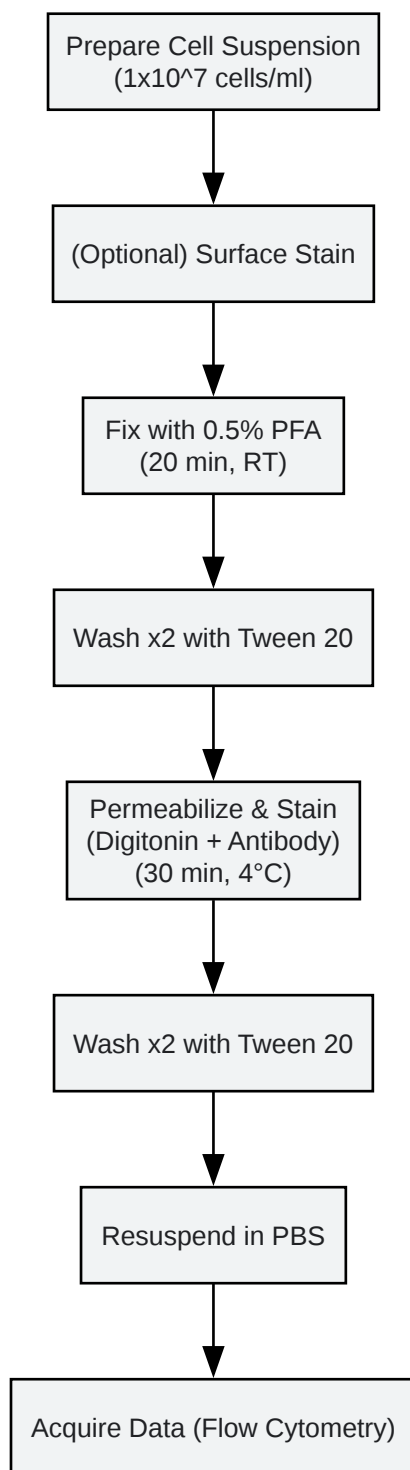 Prepare Cell Suspension
(1x10^7 cells/ml)
(Optional) Surface Stain
Fix with 0.5% PFA
(20 min, RT)
Wash x2 with Tween 20
Permeabilize & Stain
(Digitonin + Antibody)
(30 min, 4°C)
Wash x2 with Tween 20
Resuspend in PBS
Acquire Data (Flow Cytometry)